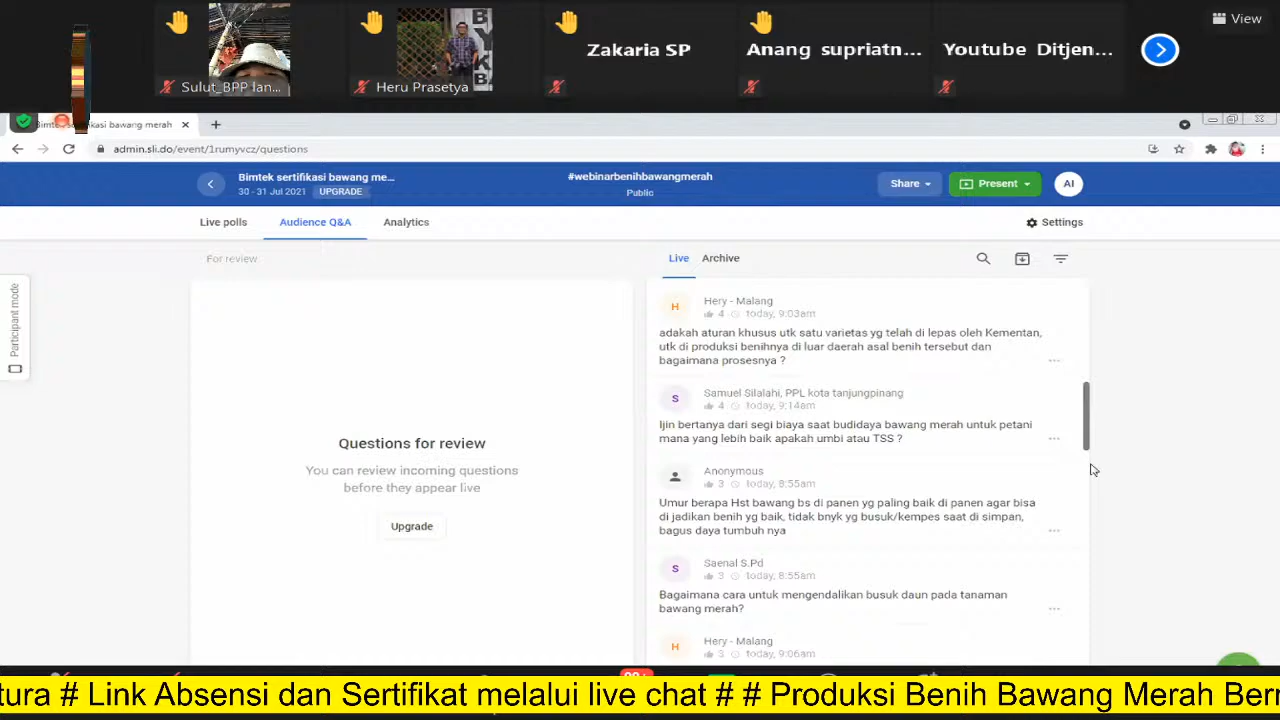 View
Sulut_BPP lan...
Heru Prasetya
Zakaria SP
Anang supriatn...
Youtube Ditjen...
kasi bawang merah
admin.sli.do/event/1rumyvcz/questions
Bimtek sertifikasi bawang me...
30 - 31 Jul 2021 UPGRADE
#webinarbenihbawangmerah
Public
Share
Present
AI
Live polls
Audience Q&A
Analytics
Settings
Participant mode
For review
Questions for review
You can review incoming questions
before they appear live
Upgrade
Live
Archive
H
Hery - Malang
4 today, 9:03am
adakah aturan khusus utk satu varietas yg telah di lepas oleh Kementan,
utk di produksi benihnya di luar daerah asal benih tersebut dan
bagaimana prosesnya ?
S
Samuel Silalahi, PPL kota tanjungpinang
4 today, 9:14am
Ijin bertanya dari segi biaya saat budidaya bawang merah untuk petani
mana yang lebih baik apakah umbi atau TSS ?
Anonymous
3 today, 8:55am
Umur berapa Hst bawang bs di panen yg paling baik di panen agar bisa
di jadikan benih yg baik, tidak bnyk yg busuk/kempes saat di simpan,
bagus daya tumbuh nya
S
Saenal S.Pd
3 today, 8:55am
Bagaimana cara untuk mengendalikan busuk daun pada tanaman
bawang merah?
H
Hery - Malang
3 today, 9:06am
tura # Link Absensi dan Sertifikat melalui live chat # # Produksi Benih Bawang Merah Ber